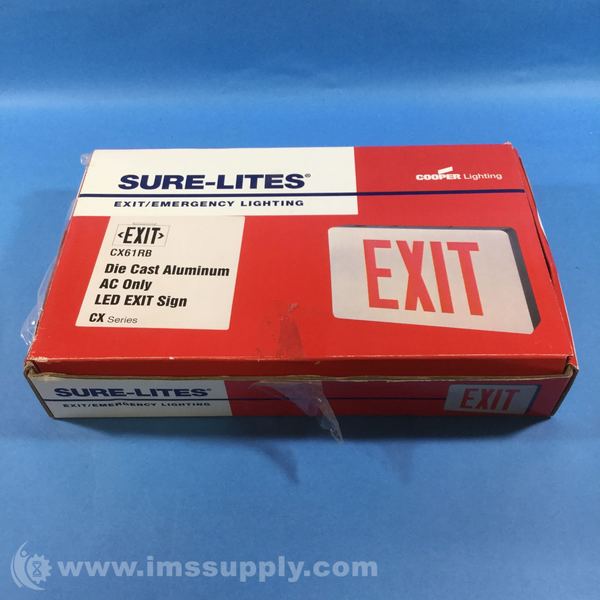 SURE-LITES®
EXIT/EMERGENCY LIGHTING
COOPER Lighting
<EXIT>
CX61RB
Die Cast Aluminum
AC Only
LED EXIT Sign
CX Series
EXIT
SURE-LITES®
EXIT/EMERGENCY LIGHTING
EXIT
www.imssupply.com